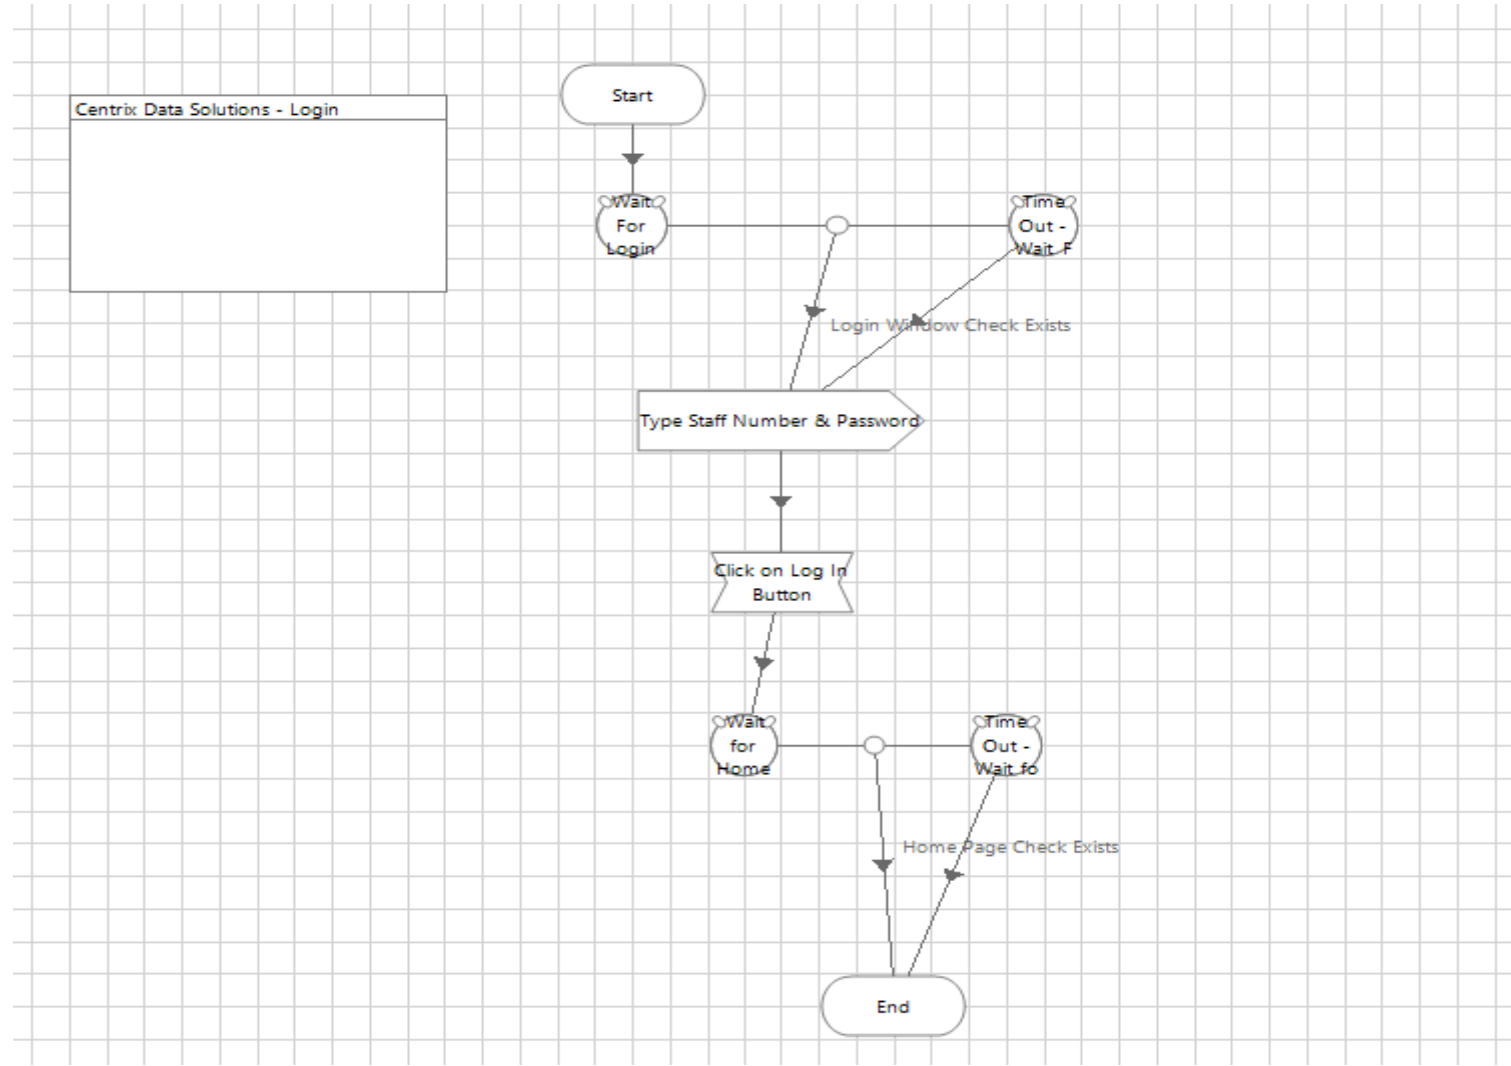 Centrix Data Solutions - Login
Start
Wait
For
Login
Time
Out -
Wait F
Login Window Check Exists
Type Staff Number & Password
Click on Log In
Button
Wait
for
Home
Time
Out -
Wait fo
Home Page Check Exists
End